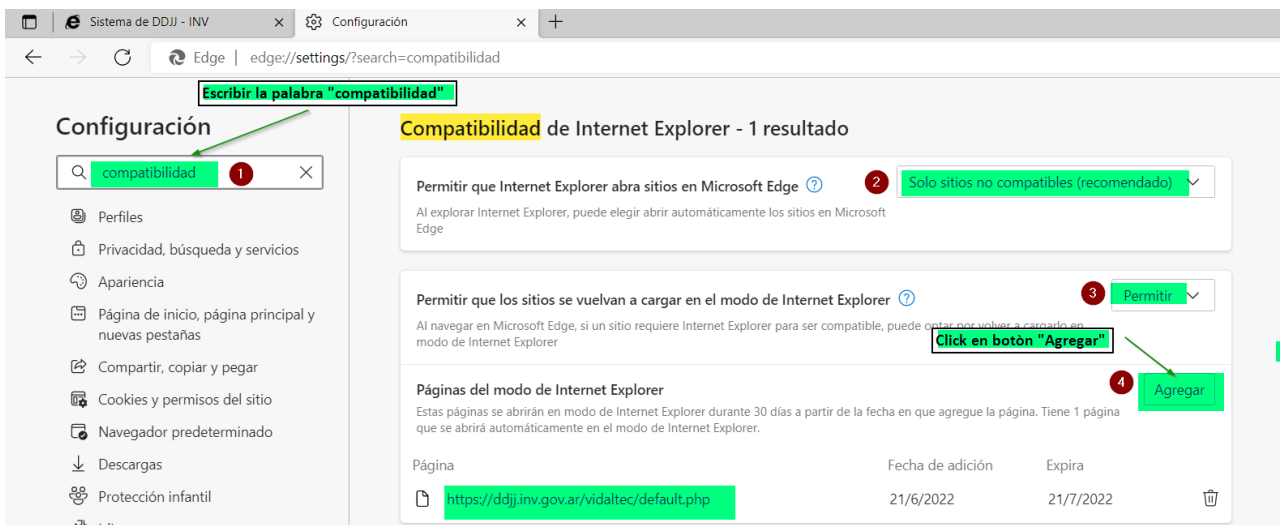 Sistema de DDJJ - INV
Configuración
Edge | edge://settings/?search=compatibilidad
Escribir la palabra "compatibilidad"
Configuración
compatibilidad 1
Perfiles
Privacidad, búsqueda y servicios
Apariencia
Página de inicio, página principal y
nuevas pestañas
Compartir, copiar y pegar
Cookies y permisos del sitio
Navegador predeterminado
Descargas
Protección infantil
Compatibilidad de Internet Explorer - 1 resultado
Permitir que Internet Explorer abra sitios en Microsoft Edge ? 2 Solo sitios no compatibles (recomendado)
Al explorar Internet Explorer, puede elegir abrir automáticamente los sitios en Microsoft
Edge
Permitir que los sitios se vuelvan a cargar en el modo de Internet Explorer ? 3 Permitir
Al navegar en Microsoft Edge, si un sitio requiere Internet Explorer para ser compatible, puede optar por volver a cargarlo en
modo de Internet Explorer
Click en botòn "Agregar"
Páginas del modo de Internet Explorer 4 Agregar
Estas páginas se abrirán en modo de Internet Explorer durante 30 días a partir de la fecha en que agregue la página. Tiene 1 página
que se abrirá automáticamente en el modo de Internet Explorer.
Página Fecha de adición Expira
https://ddjj.inv.gov.ar/vidaltec/default.php 21/6/2022 21/7/2022